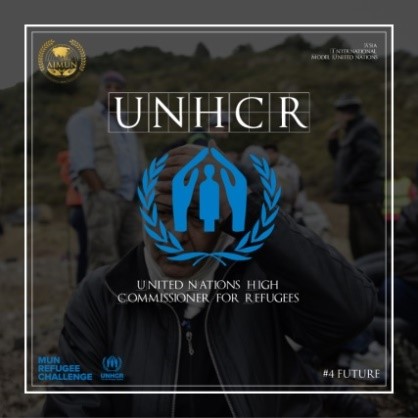 AIMUN
ASIA
INTERNATIONAL
MODEL UNITED NATIONS
UNHCR
UNITED NATIONS HIGH
COMMISSIONER FOR REFUGEES
MUN
REFUGEE
CHALLENGE
UNHCR
#4 FUTURE